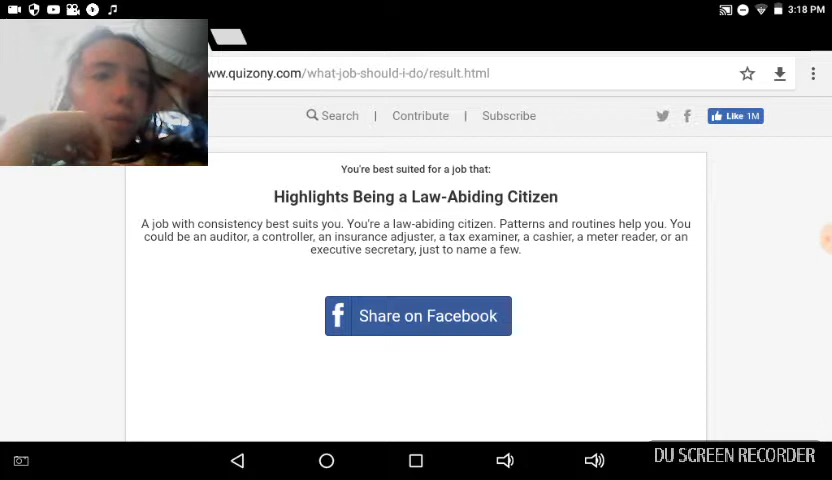 3:18 PM
ww.quizony.com/what-job-should-i-do/result.html
Search | Contribute | Subscribe
Like 1M
You're best suited for a job that:
Highlights Being a Law-Abiding Citizen
A job with consistency best suits you. You're a law-abiding citizen. Patterns and routines help you. You
could be an auditor, a controller, an insurance adjuster, a tax examiner, a cashier, a meter reader, or an
executive secretary, just to name a few.
f Share on Facebook
DU SCREEN RECORDER